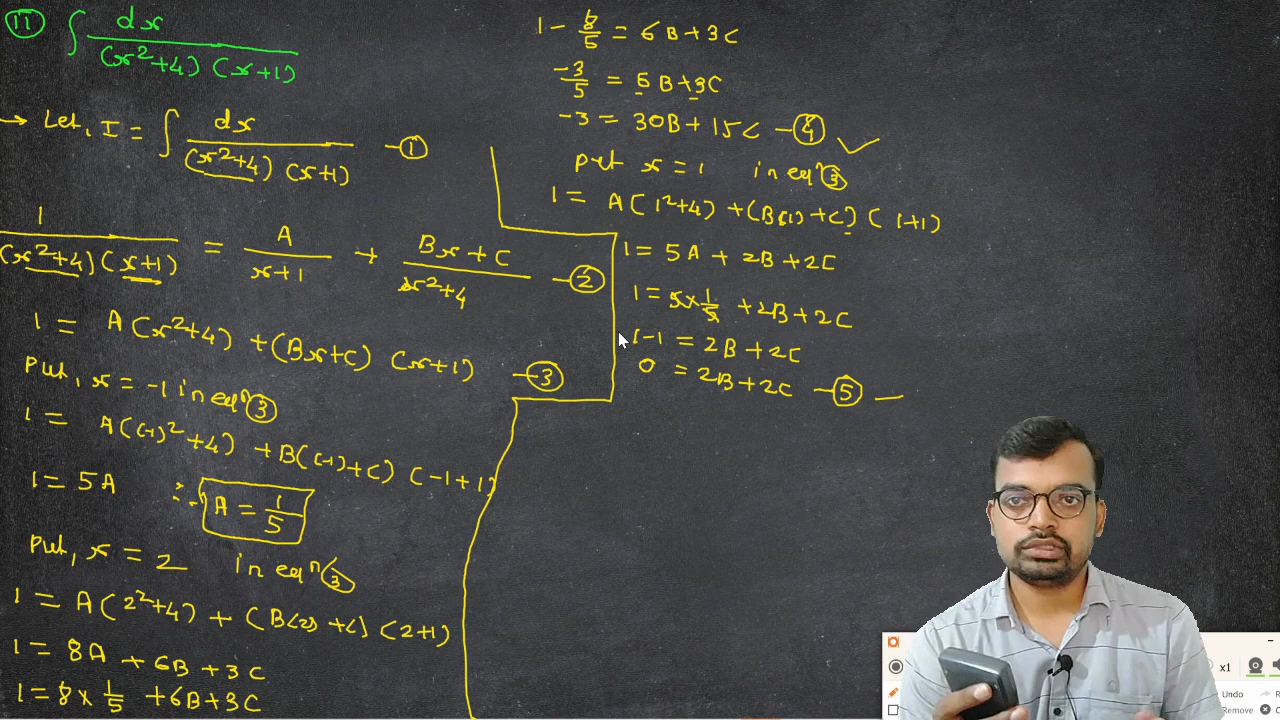 11 ∫ dx / (x²+4) (x+1)
→ Let, I = ∫ dx / (x²+4) (x+1) — ①
1 / (x²+4) (x+1) = A / x+1 + Bx+C / x²+4 — ②
1 = A(x²+4) + (Bx+C) (x+1) — ③
Put, x = -1 in eqⁿ ③
1 = A((-1)²+4) + B((-1)+C) (-1+1)
1 = 5A ∴ A = 1/5
Put, x = 2 in eqⁿ ③
1 = A(2²+4) + (B(2)+C) (2+1)
1 = 8A + 6B + 3C
1 = 8 × 1/5 + 6B + 3C
1 - 8/5 = 6B + 3C
-3/5 = 6B + 3C
-3 = 30B + 15C — ④ ✓
Put x = 1 in eqⁿ ③
1 = A(1²+4) + (B(1)+C) (1+1)
1 = 5A + 2B + 2C
1 = 5×1/5 + 2B + 2C
1-1 = 2B + 2C
0 = 2B + 2C — ⑤ —
x1
Undo